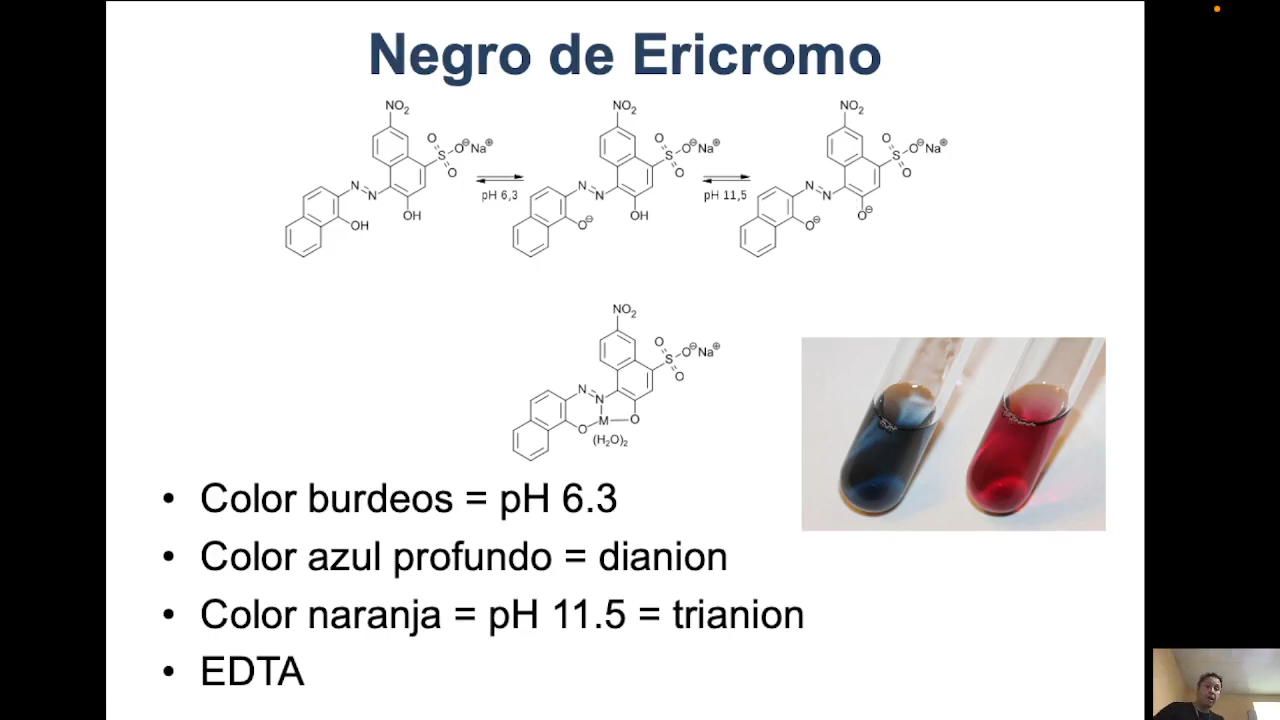 Negro de Ericromo
NO₂ NO₂ NO₂
O O⊖Na⊕ O O⊖Na⊕ O O⊖Na⊕
S S S
O O O
N N N N N N
pH 6,3 pH 11,5
OH OH O⊖ OH O⊖ O⊖
NO₂
O O⊖Na⊕
S
O
N N
O M O
(H₂O)₂
• Color burdeos = pH 6.3
• Color azul profundo = dianion
• Color naranja = pH 11.5 = trianion
• EDTA